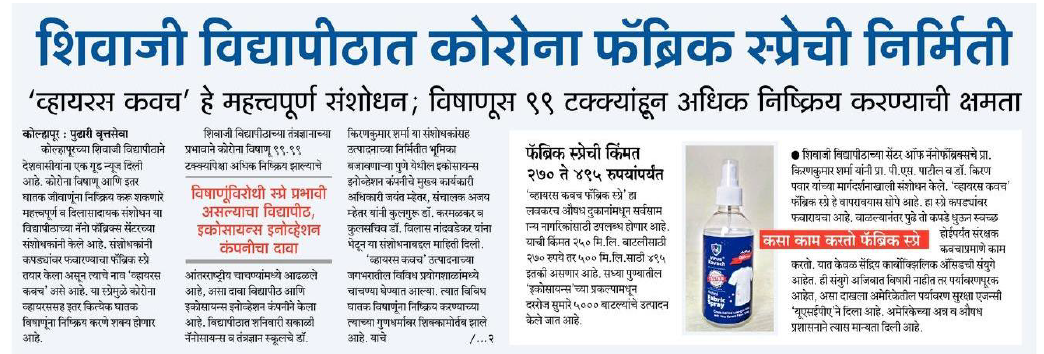 शिवाजी विद्यापीठात कोरोना फॅब्रिक स्प्रेची निर्मिती
‘व्हायरस कवच’ हे महत्त्वपूर्ण संशोधन; विषाणूस ९९ टक्क्यांहून अधिक निष्क्रिय करण्याची क्षमता
कोल्हापूर : पुढारी वृत्तसेवा
कोल्हापूरच्या शिवाजी विद्यापीठाने
देशवासीयांना एक गूड न्यूज दिली
आहे. कोरोना विषाणू आणि इतर
घातक जीवाणूंना निष्क्रिय करू शकणारे
महत्त्वपूर्ण व दिलासादायक संशोधन या
विद्यापीठाच्या नॅनो फॅब्रिक्स सेंटरच्या
संशोधकांनी केले आहे. संशोधकांनी
कपड्यांवर फवारण्याचा फॅब्रिक स्प्रे
तयार केला असून त्याचे नाव ‘व्हायरस
कवच’ असे आहे. या स्प्रेमुळे कोरोना
व्हायरससह इतर कित्येक घातक
विषाणूंना निष्क्रिय करणे शक्य होणार
आहे.
शिवाजी विद्यापीठाच्या तंत्रज्ञानाच्या
प्रभावाने कोरोना विषाणू ९९.९९
टक्क्यांपेक्षा अधिक निष्क्रिय झाल्याचे
विषाणूंविरोधी स्प्रे प्रभावी
असल्याचा विद्यापीठ,
इकोसायन्स इनोव्हेशन
कंपनीचा दावा
आंतरराष्ट्रीय चाचण्यांमध्ये आढळले
आहे, असा दावा विद्यापीठ आणि
इकोसायन्स इनोव्हेशन कंपनीने केला
आहे. विद्यापीठात शनिवारी सकाळी
नॅनोसायन्स व तंत्रज्ञान स्कूलचे डॉ.
किरणकुमार शर्मा या संशोधकांसह
उत्पादनाच्या निर्मितीत भूमिका
बजावणाऱ्या पुणे येथील इकोसायन्स
इनोव्हेशन कंपनीचे मुख्य कार्यकारी
अधिकारी जयंत म्हेतर, संचालक अजय
म्हेतर यांनी कुलगुरू डॉ. करमळकर व
कुलसचिव डॉ. विलास नांदवडेकर यांना
भेटून या संशोधनाबद्दल माहिती दिली.
‘व्हायरस कवच’ उत्पादनाच्या
जगभरातील विविध प्रयोगशाळांमध्ये
चाचण्या घेण्यात आल्या. त्यात विविध
घातक विषाणूंना निष्क्रिय करण्याच्या
त्याच्या गुणधर्मावर शिक्कामोर्तब झाले
आहे. याचे /...२
फॅब्रिक स्प्रेची किंमत
२७० ते ४९५ रुपयांपर्यंत
‘व्हायरस कवच फॅब्रिक स्प्रे’ हा
लवकरच औषध दुकानांमधून सर्वसाम
ान्य नागरिकांसाठी उपलब्ध होणार आहे.
याची किंमत २५० मि.लि. बाटलीसाठी
२७० रुपये तर ५०० मि.लि.साठी ४९५
इतकी असणार आहे. सध्या पुण्यातील
‘इकोसायन्स’च्या प्रकल्पामधून
दररोज सुमारे ५००० बाटल्यांचे उत्पादन
केले जात आहे.
Virus
Kavach
Fabric
Spray
● शिवाजी विद्यापीठाच्या सेंटर ऑफ नॅनोफॅब्रिक्सचे प्रा.
किरणकुमार शर्मा यांनी प्रा. पी.एस. पाटील व डॉ. किरण
पवार यांच्या मार्गदर्शनाखाली संशोधन केले. ‘व्हायरस कवच’
फॅब्रिक स्प्रे वापरावयास सोपे आहे. हा स्प्रे कपड्यांवर
फवारायचा आहे. वाळल्यानंतर पुढे तो कपडे धुऊन स्वच्छ
कसा काम करतो फॅब्रिक स्प्रे
होईपर्यंत संरक्षक
कवचाप्रमाणे काम
करतो. यात केवळ सेंद्रिय कार्बोक्झिलिक ॲसिडची संयुगे
आहेत. ही संयुगे अजिबात विषारी नाहीत तर पर्यावरणपूरक
आहेत, असा दाखला अमेरिकेतील पर्यावरण सुरक्षा एजन्सी
‘यूएसईपीए’ने दिला आहे. अमेरिकेच्या अन्न व औषध
प्रशासनाने त्यास मान्यता दिली आहे.